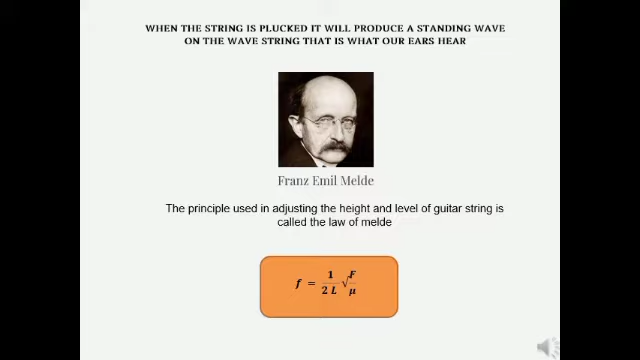 WHEN THE STRING IS PLUCKED IT WILL PRODUCE A STANDING WAVE
ON THE WAVE STRING THAT IS WHAT OUR EARS HEAR
Franz Emil Melde
The principle used in adjusting the height and level of guitar string is
called the law of melde
f = 1/2 L √F/μ